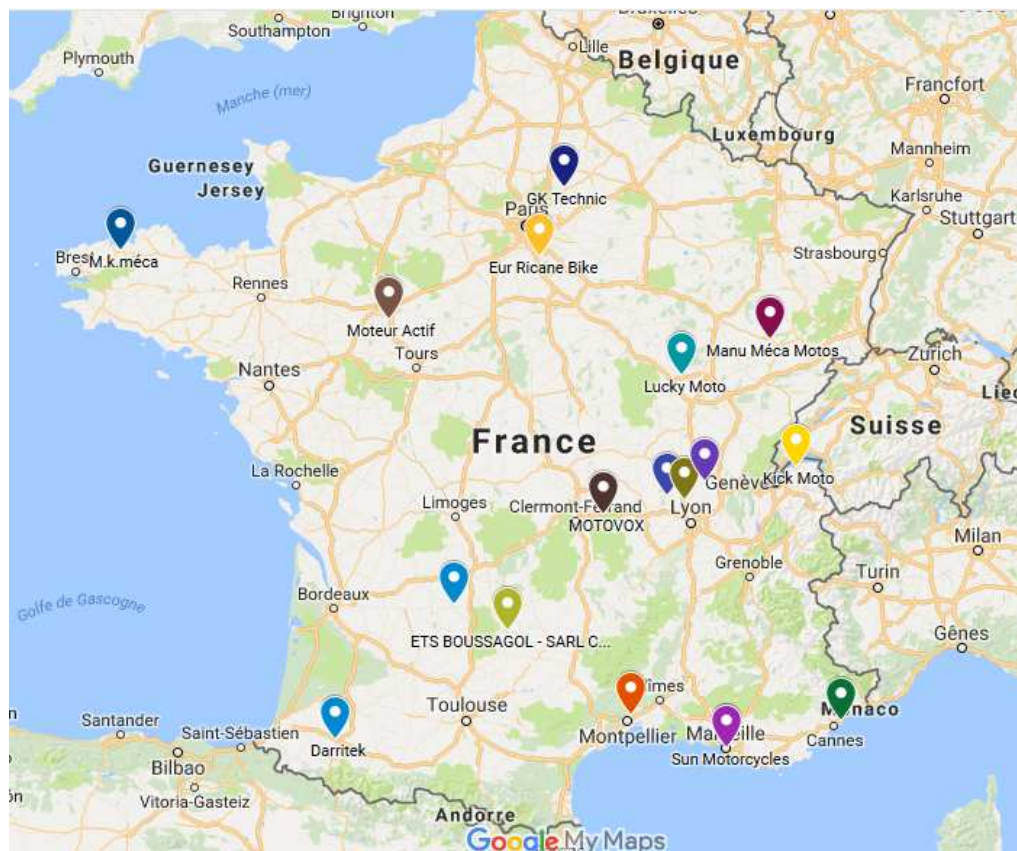 Brighton
Southampton
Plymouth
Bruxelles
Lille
Belgique
Francfort
Manche (mer)
Luxembourg
Mannheim
Guernesey
Jersey
GK Technic
Karlsruhe
Paris
Stuttgart
Strasbourg
M.k.méca
Eur Ricane Bike
Rennes
Moteur Actif
Manu Méca Motos
Tours
Zurich
Lucky Moto
Nantes
Suisse
France
La Rochelle
Genève
Kick Moto
Limoges
Clermont-Ferrand
MOTOVOX
Lyon
Milan
Grenoble
Turin
Bordeaux
Golfe de Gascogne
Gênes
ETS BOUSSAGOL - SARL C...
Toulouse
Monaco
Santander
Saint-Sébastien
Montpellier
Marseille
Cannes
Darritek
Sun Motorcycles
Bilbao
Vitoria-Gasteiz
Andorre
Google My Maps